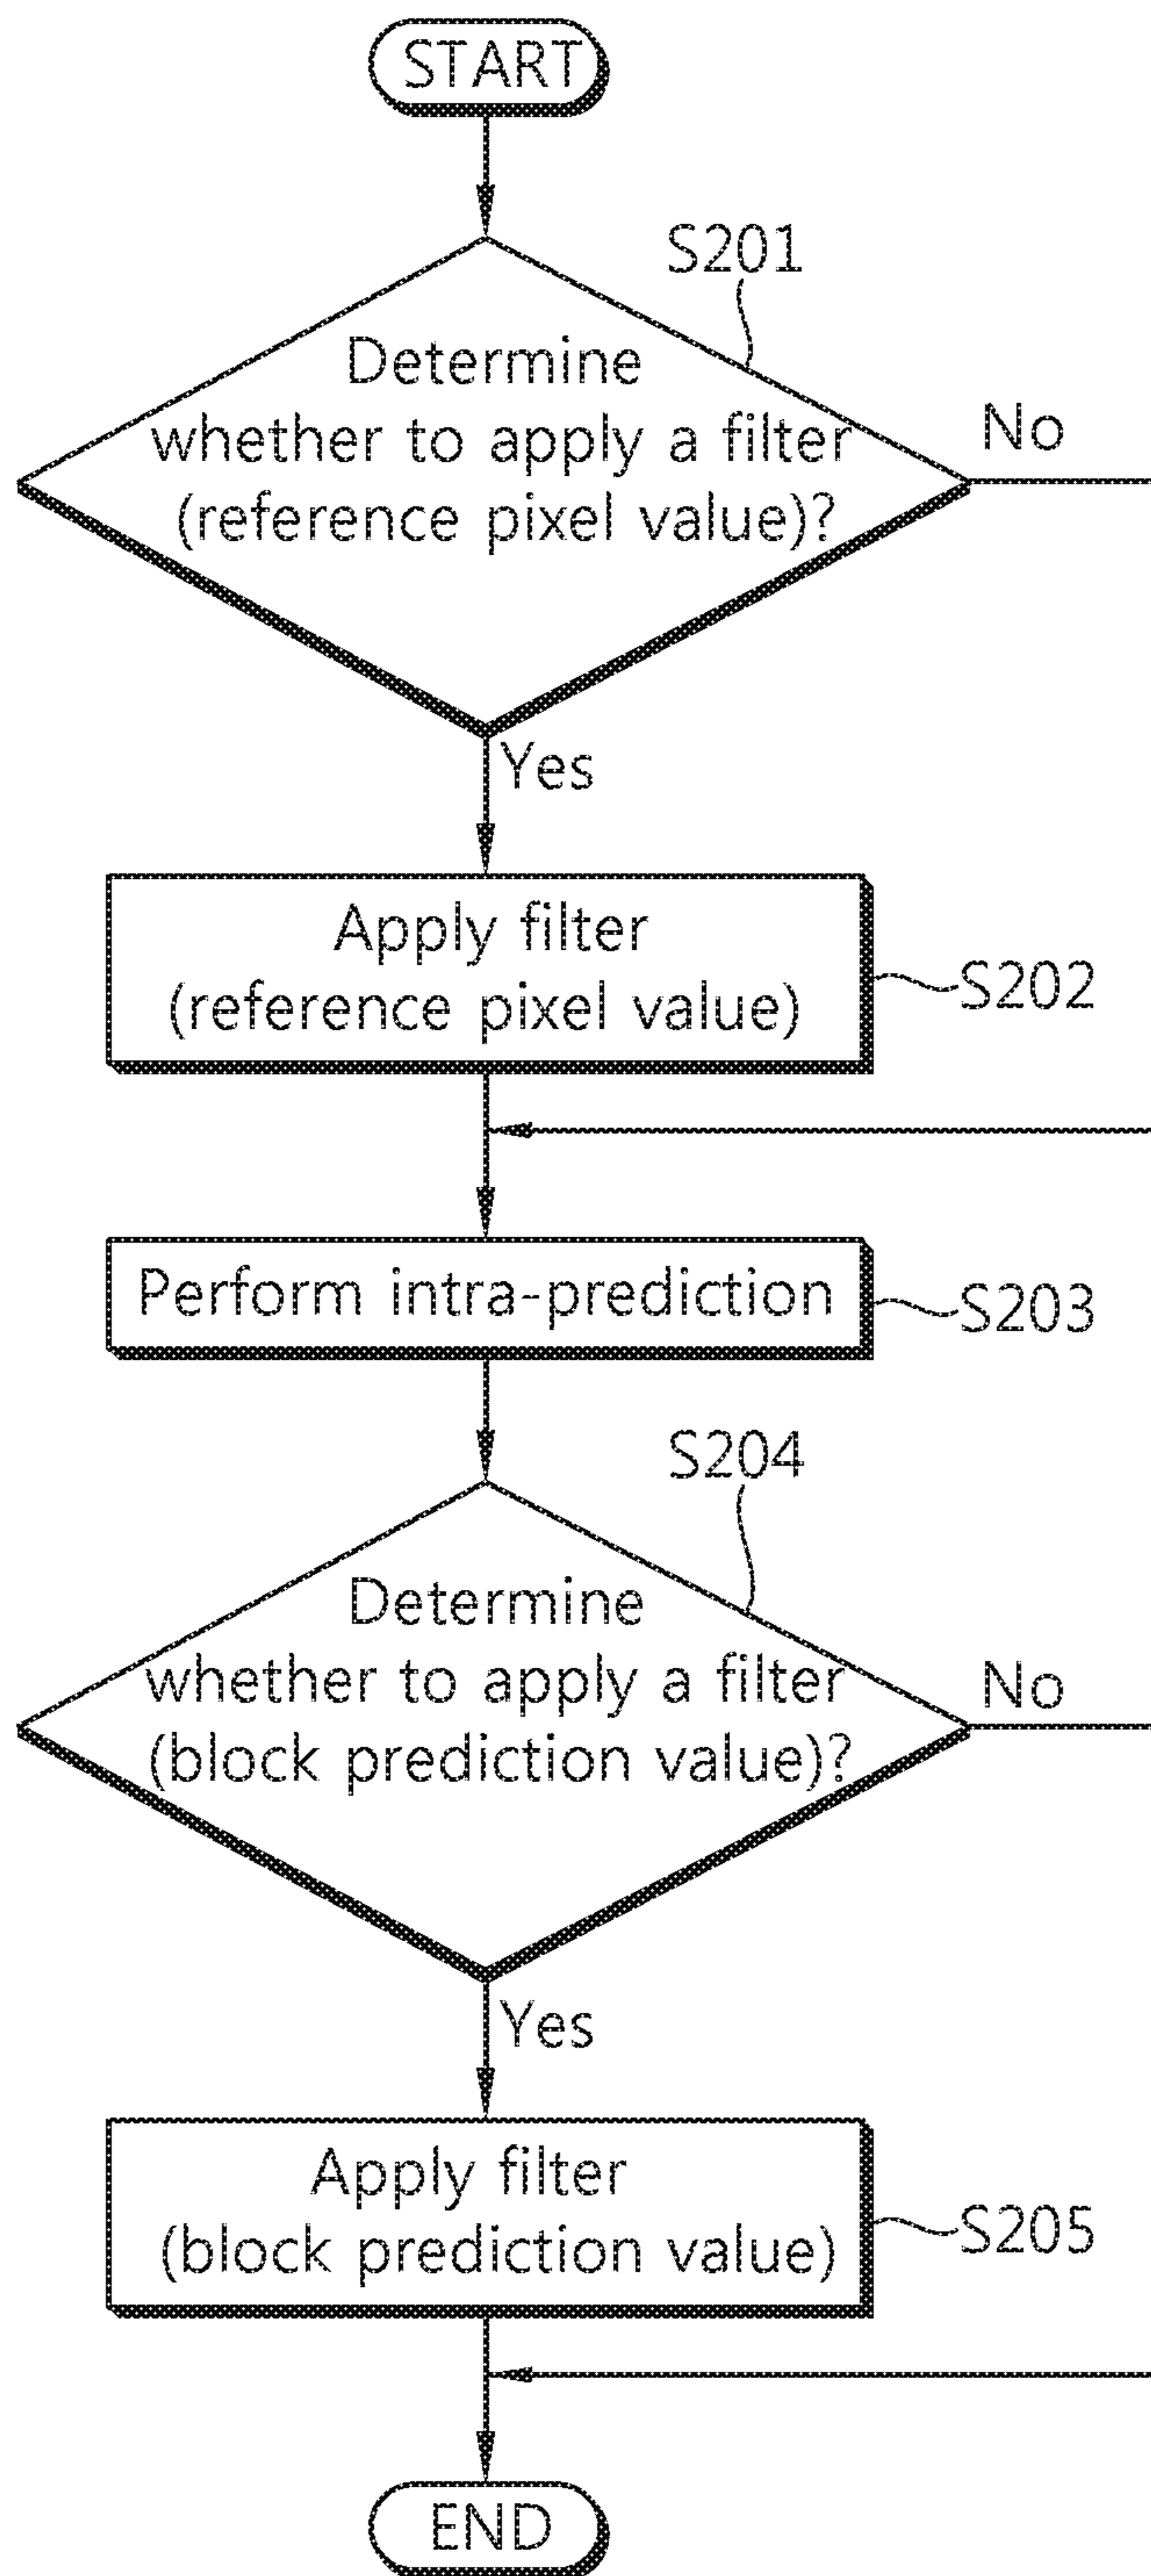 START
S201
Determine
whether to apply a filter
(reference pixel value)?
No
Yes
Apply filter
(reference pixel value)
S202
Perform intra-prediction
S203
S204
Determine
whether to apply a filter
(block prediction value)?
No
Yes
Apply filter
(block prediction value)
S205
END